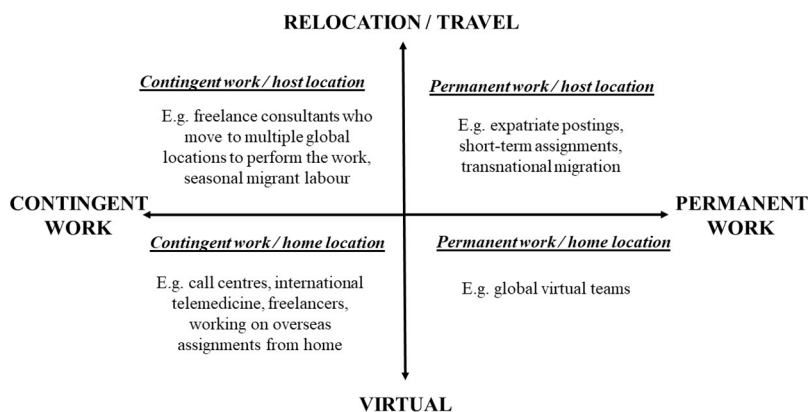 RELOCATION / TRAVEL
Contingent work / host location
E.g. freelance consultants who
move to multiple global
locations to perform the work,
seasonal migrant labour
Permanent work / host location
E.g. expatriate postings,
short-term assignments,
transnational migration
CONTINGENT
WORK
PERMANENT
WORK
Contingent work / home location
E.g. call centres, international
telemedicine, freelancers,
working on overseas
assignments from home
Permanent work / home location
E.g. global virtual teams
VIRTUAL